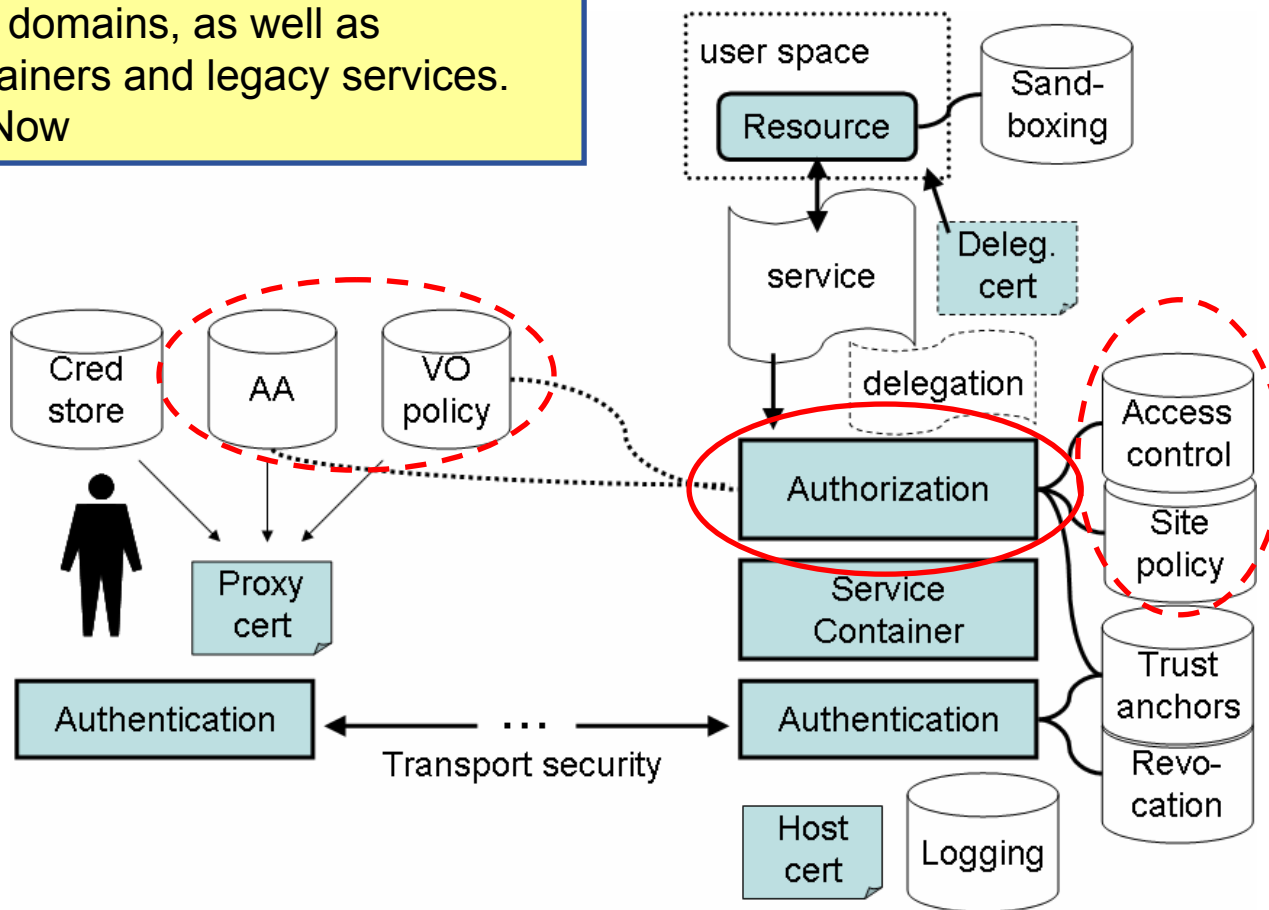 domains, as well as
ainers and legacy services.
Now
user space
Resource
Sand-
boxing
service
Deleg.
cert
delegation
Cred
store
AA
VO
policy
Authorization
Access
control
Site
policy
Proxy
cert
Service
Container
Trust
anchors
Authentication
...
Transport security
Authentication
Revo-
cation
Host
cert
Logging